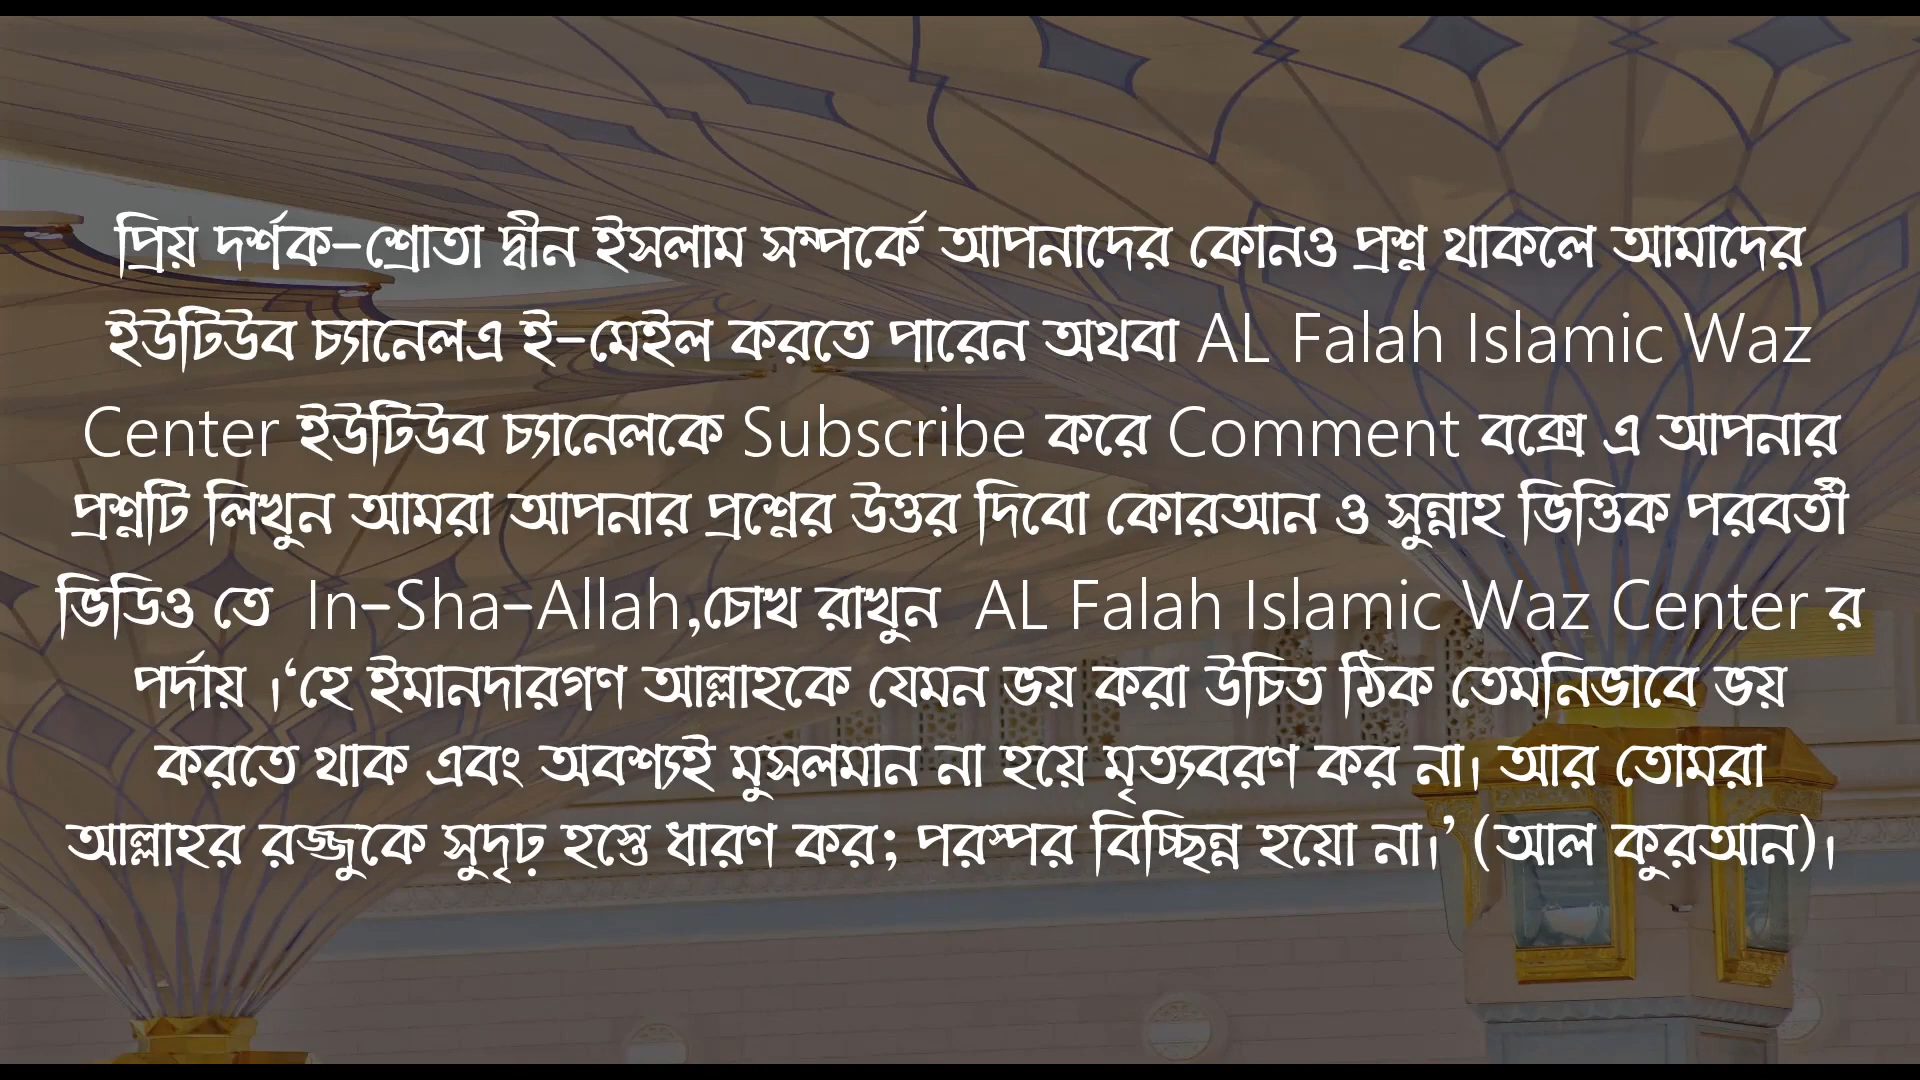 প্রিয় দর্শক-শ্রোতা দ্বীন ইসলাম সম্পর্কে আপনাদের কোনও প্রশ্ন থাকলে আমাদের
ইউটিউব চ্যানেলএ ই-মেইল করতে পারেন অথবা AL Falah Islamic Waz
Center ইউটিউব চ্যানেলকে Subscribe করে Comment বক্সে এ আপনার
প্রশ্নটি লিখুন আমরা আপনার প্রশ্নের উত্তর দিবো কোরআন ও সুন্নাহ ভিত্তিক পরবর্তী
ভিডিও তে In-Sha-Allah,চোখ রাখুন AL Falah Islamic Waz Center র
পর্দায় ।‘হে ইমানদারগণ আল্লাহকে যেমন ভয় করা উচিত ঠিক তেমনিভাবে ভয়
করতে থাক এবং অবশ্যই মুসলমান না হয়ে মৃত্যবরণ কর না। আর তোমরা
আল্লাহর রজ্জুকে সুদৃঢ় হস্তে ধারণ কর; পরস্পর বিচ্ছিন্ন হয়ো না।’ (আল কুরআন)।